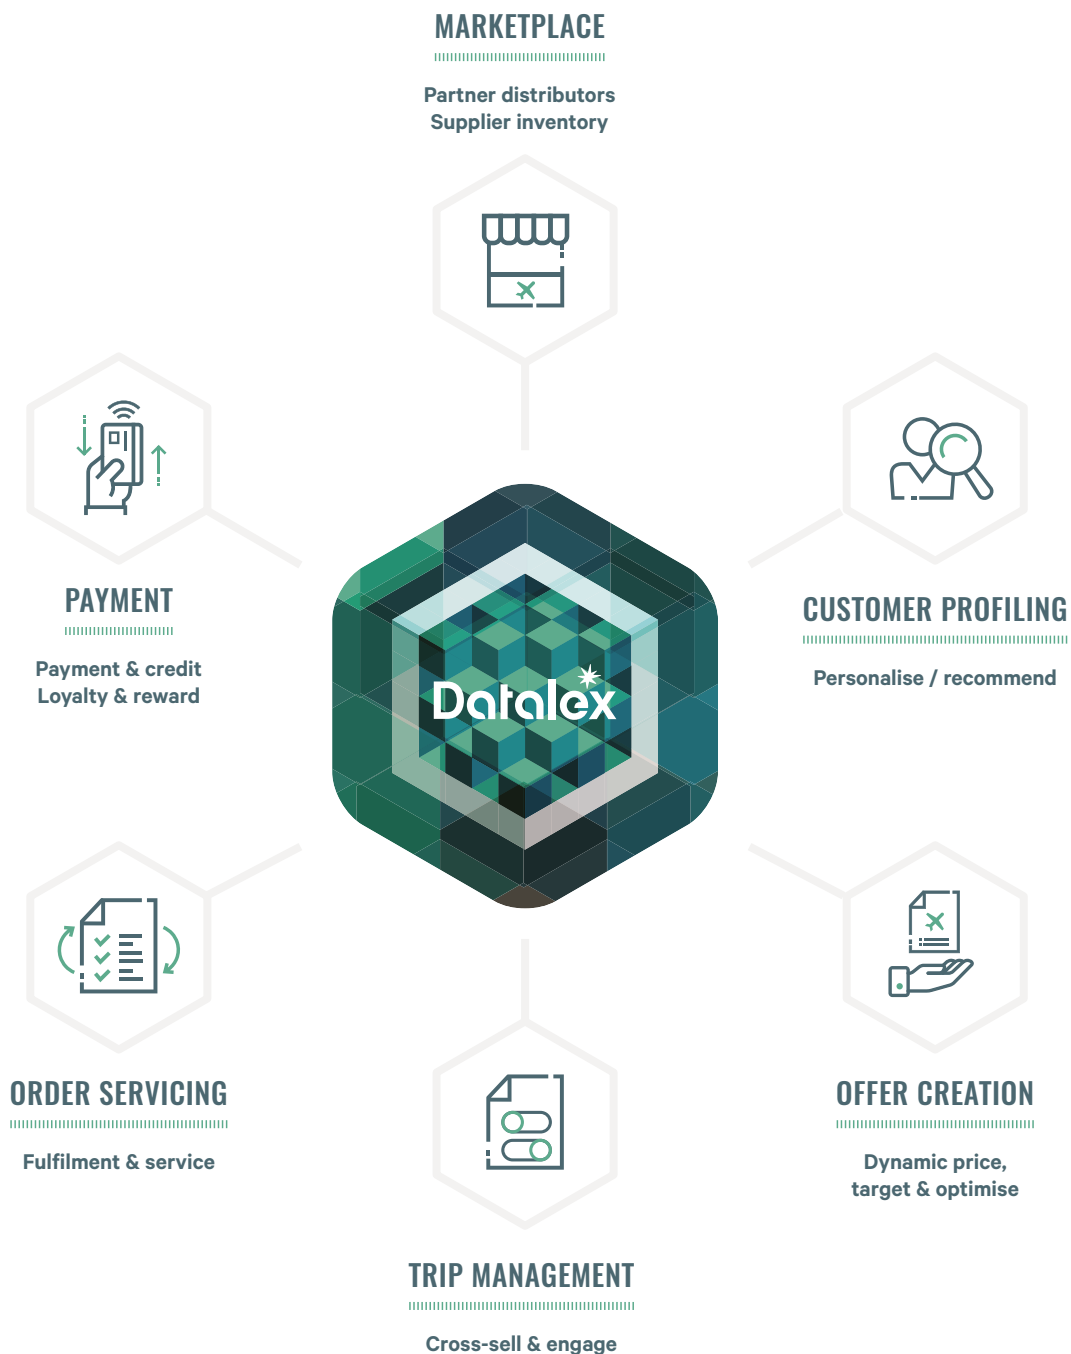 MARKETPLACE
Partner distributors
Supplier inventory
PAYMENT
Payment & credit
Loyalty & reward
CUSTOMER PROFILING
Personalise / recommend
Datalex
ORDER SERVICING
Fulfilment & service
OFFER CREATION
Dynamic price,
target & optimise
TRIP MANAGEMENT
Cross-sell & engage